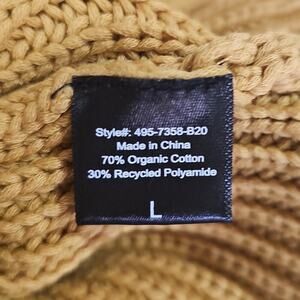 Style#: 495-7358-B20
Made in China
70% Organic Cotton
30% Recycled Polyamide
L